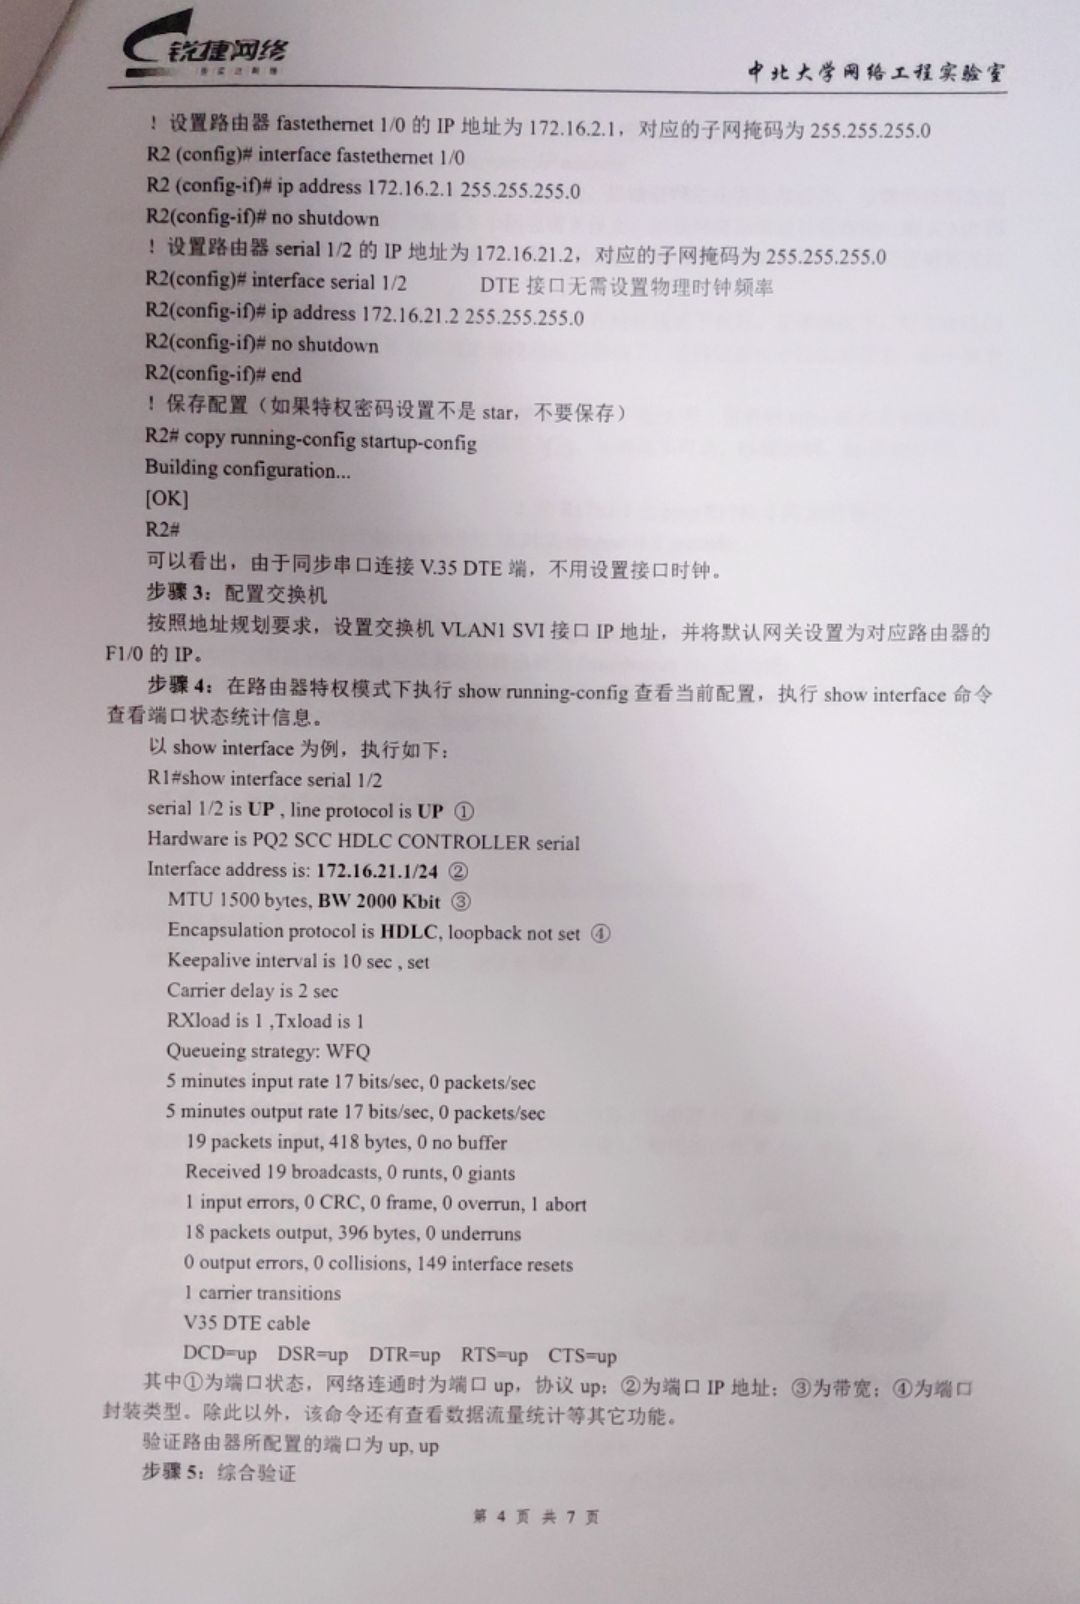 锐捷网络
中北大学网络工程实验室
！设置路由器 fastethernet 1/0 的 IP 地址为 172.16.2.1，对应的子网掩码为 255.255.255.0
R2 (config)# interface fastethernet 1/0
R2 (config-if)# ip address 172.16.2.1 255.255.255.0
R2(config-if)# no shutdown
！设置路由器 serial 1/2 的 IP 地址为 172.16.21.2，对应的子网掩码为 255.255.255.0
R2(config)# interface serial 1/2 DTE 接口无需设置物理时钟频率
R2(config-if)# ip address 172.16.21.2 255.255.255.0
R2(config-if)# no shutdown
R2(config-if)# end
！保存配置（如果特权密码设置不是 star，不要保存）
R2# copy running-config startup-config
Building configuration...
[OK]
R2#
可以看出，由于同步串口连接 V.35 DTE 端，不用设置接口时钟。
步骤 3：配置交换机
按照地址规划要求，设置交换机 VLAN1 SVI 接口 IP 地址，并将默认网关设置为对应路由器的
F1/0 的 IP。
步骤 4：在路由器特权模式下执行 show running-config 查看当前配置，执行 show interface 命令
查看端口状态统计信息。
以 show interface 为例，执行如下：
R1#show interface serial 1/2
serial 1/2 is UP , line protocol is UP ①
Hardware is PQ2 SCC HDLC CONTROLLER serial
Interface address is: 172.16.21.1/24 ②
MTU 1500 bytes, BW 2000 Kbit ③
Encapsulation protocol is HDLC, loopback not set ④
Keepalive interval is 10 sec , set
Carrier delay is 2 sec
RXload is 1 ,Txload is 1
Queueing strategy: WFQ
5 minutes input rate 17 bits/sec, 0 packets/sec
5 minutes output rate 17 bits/sec, 0 packets/sec
19 packets input, 418 bytes, 0 no buffer
Received 19 broadcasts, 0 runts, 0 giants
1 input errors, 0 CRC, 0 frame, 0 overrun, 1 abort
18 packets output, 396 bytes, 0 underruns
0 output errors, 0 collisions, 149 interface resets
1 carrier transitions
V35 DTE cable
DCD=up DSR=up DTR=up RTS=up CTS=up
其中①为端口状态，网络连通时为端口 up，协议 up；②为端口 IP 地址；③为带宽；④为端口
封装类型。除此以外，该命令还有查看数据流量统计等其它功能。
验证路由器所配置的端口为 up, up
步骤 5：综合验证
第 4 页 共 7 页